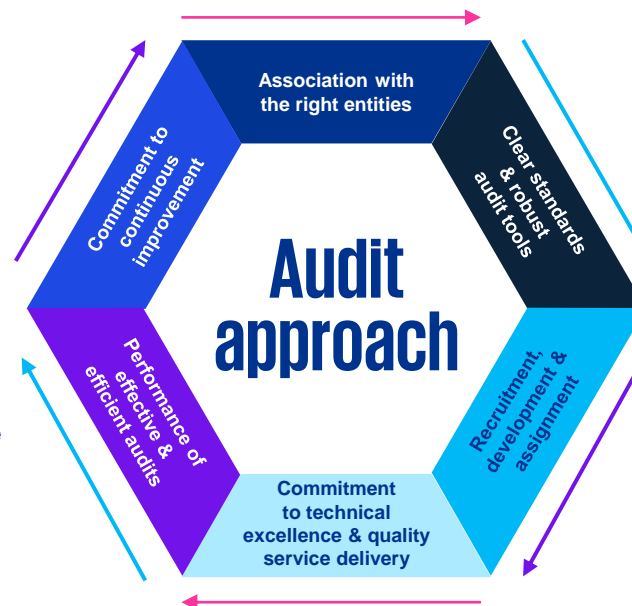 Association with
the right entities
Clear standards
& robust
audit tools
Recruitment,
development &
assignment
Commitment
to technical
excellence & quality
service delivery
Performance of
effective &
efficient audits
Commitment to
continuous
improvement
Audit
approach